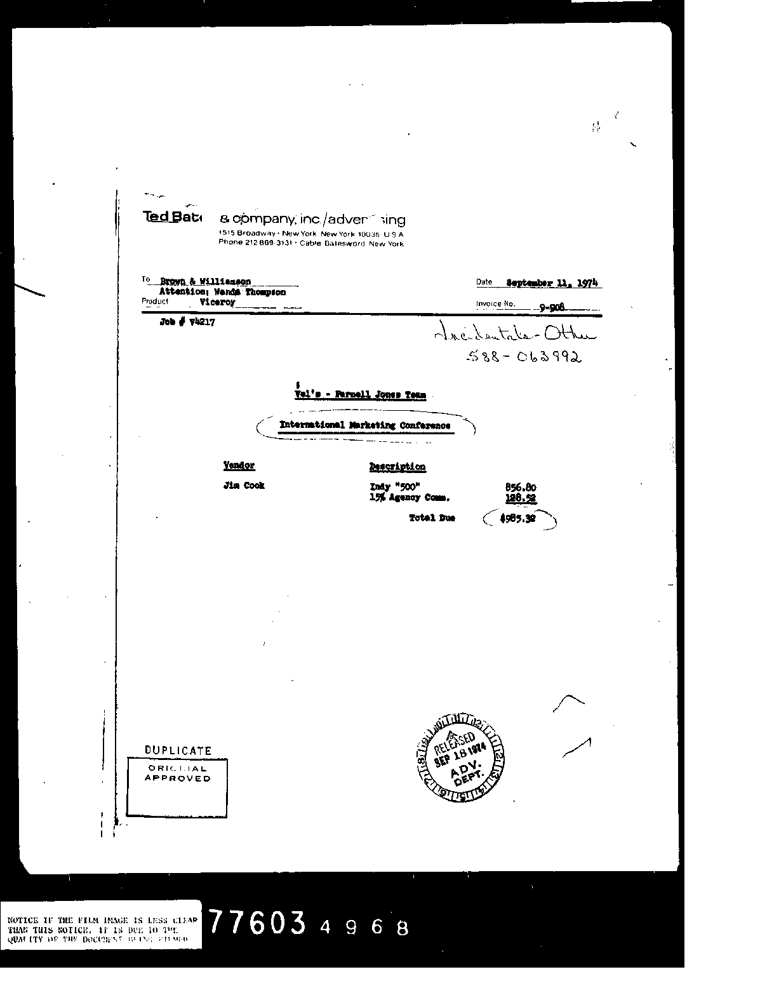 Ted Bat & company, inc./adver sing
1515 Broadway · New York New York 10036 U S A
Phone 212 869-3131 · Cable Batesword New York
To Brown & Williamson
Attention: Wanda Thompson
Date September 11, 1974
Product Viceroy
Invoice No. 9-908
Job # V4217
Incidentals - Other
588-063992
Vel's - Parnell Jones Team
International Marketing Conference
Vendor Description
Jim Cook Indy "500" 856.80
15% Agency Comm. 128.52
Total Due $985.32
DUPLICATE
ORIGINAL
APPROVED
RELEASED
SEP 18 1974
ADV.
DEPT.
NOTICE IF THE FILM IMAGE IS LESS CLEAR
THAN THIS NOTICE, IT IS DUE TO THE
QUALITY OF THE DOCUMENT BEING FILMED
77603 4968